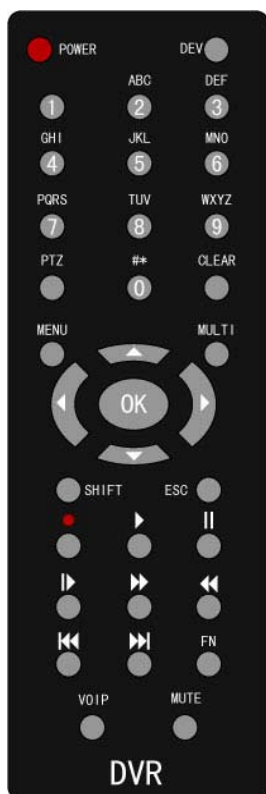 POWER DEV
ABC DEF
1 2 3
GHI JKL MNO
4 5 6
PQRS TUV WXYZ
7 8 9
PTZ #* CLEAR
0
MENU MULTI
OK
SHIFT ESC
FN
VOIP MUTE
DVR